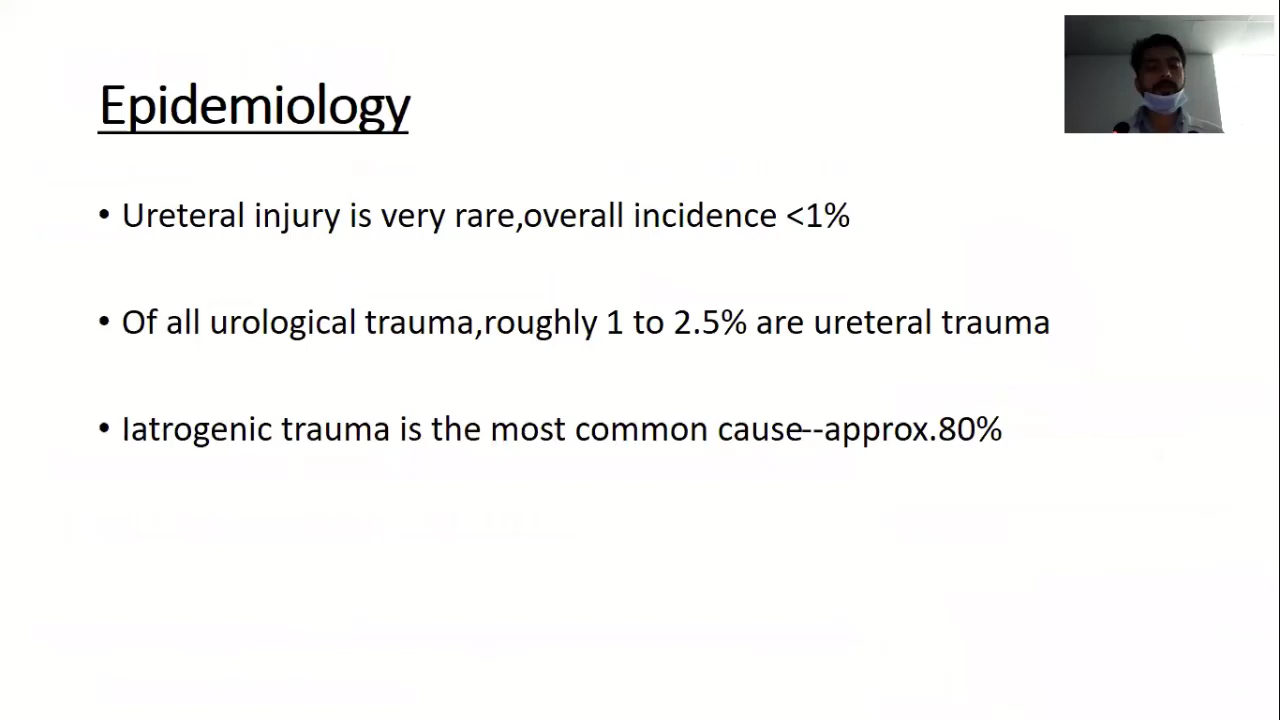 Epidemiology
• Ureteral injury is very rare,overall incidence <1%
• Of all urological trauma,roughly 1 to 2.5% are ureteral trauma
• Iatrogenic trauma is the most common cause--approx.80%